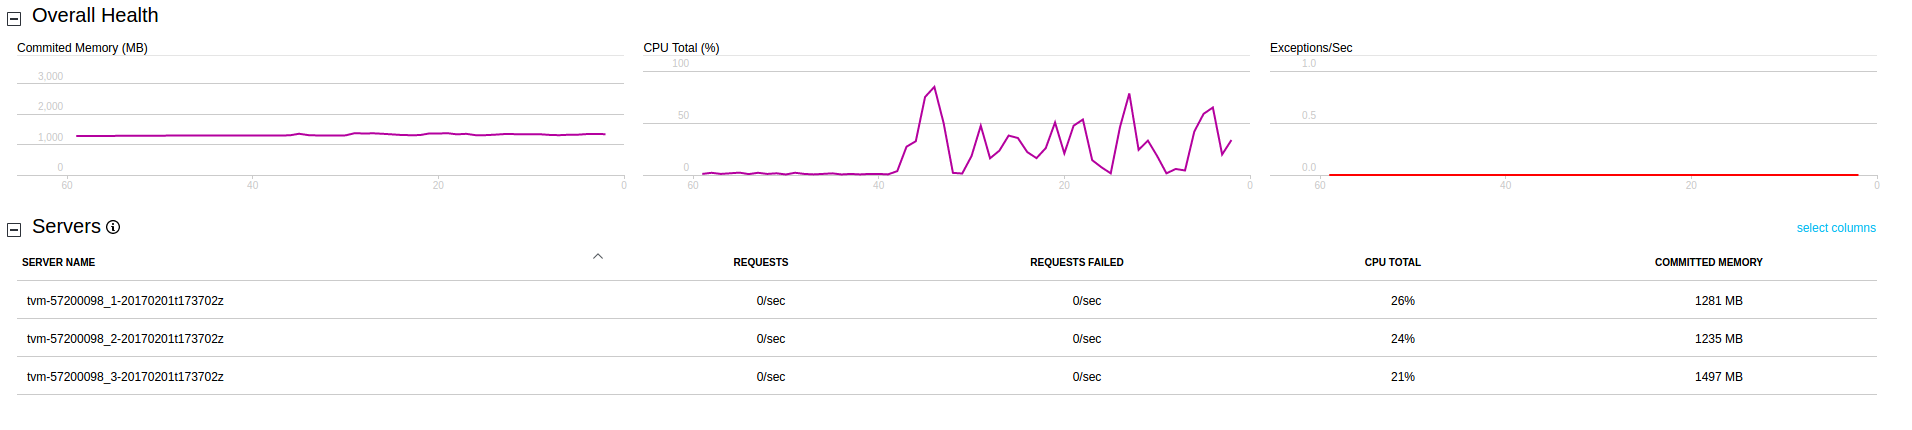 Overall Health
Commited Memory (MB)
CPU Total (%)
Exceptions/Sec
3,000
2,000
1,000
0
60
40
20
0
100
50
0
60
40
20
0
1.0
0.5
0.0
60
40
20
0
Servers
select columns
SERVER NAME REQUESTS REQUESTS FAILED CPU TOTAL COMMITTED MEMORY
tvm-57200098_1-20170201t173702z 0/sec 0/sec 26% 1281 MB
tvm-57200098_2-20170201t173702z 0/sec 0/sec 24% 1235 MB
tvm-57200098_3-20170201t173702z 0/sec 0/sec 21% 1497 MB